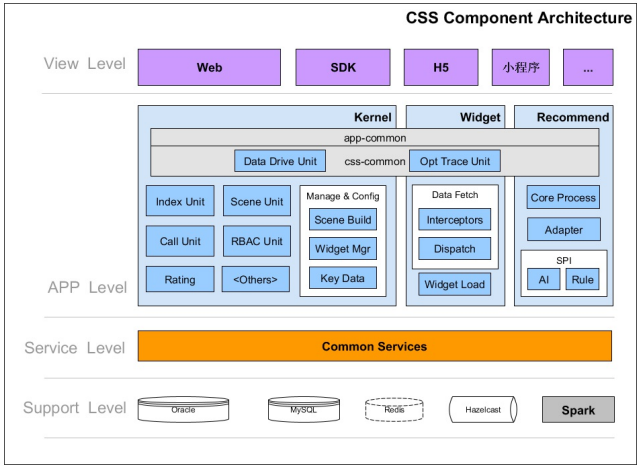 CSS Component Architecture
View Level
Web
SDK
H5
小程序
...
Kernel
Widget
Recommend
app-common
Data Drive Unit
css-common
Opt Trace Unit
Index Unit
Scene Unit
Manage & Config
Data Fetch
Core Process
Scene Build
Interceptors
Call Unit
RBAC Unit
Adapter
Widget Mgr
Dispatch
SPI
Rating
<Others>
Key Data
Widget Load
AI
Rule
APP Level
Service Level
Common Services
Support Level
Oracle
MySQL
Redis
Hazelcast
Spark